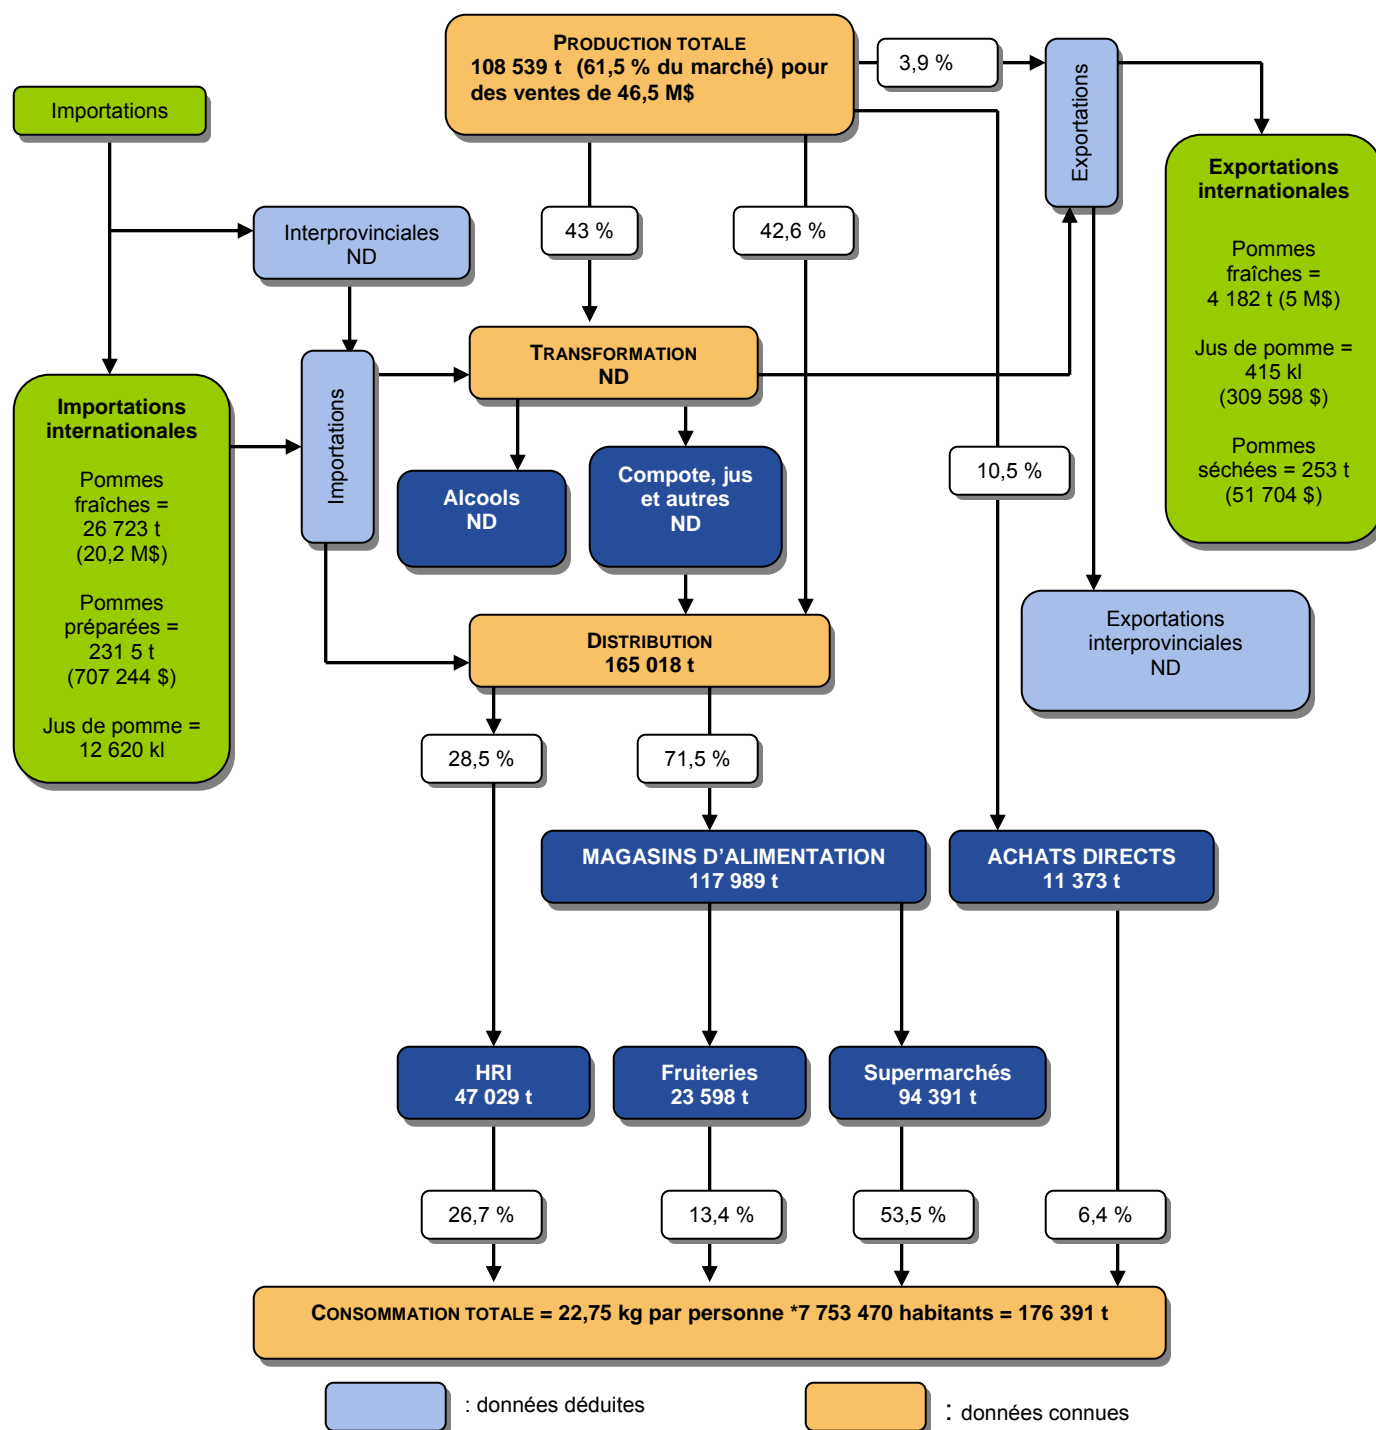 PRODUCTION TOTALE
108 539 t (61,5 % du marché) pour
des ventes de 46,5 M$
3,9 %
Exportations
Importations
Exportations
internationales
Pommes
fraîches =
4 182 t (5 M$)
Jus de pomme =
415 kl
(309 598 $)
Pommes
séchées = 253 t
(51 704 $)
Interprovinciales
ND
43 %
42,6 %
TRANSFORMATION
ND
Importations
Importations
internationales
Pommes
fraîches =
26 723 t
(20,2 M$)
Pommes
préparées =
231 5 t
(707 244 $)
Jus de pomme =
12 620 kl
Alcools
ND
Compote, jus
et autres
ND
10,5 %
Exportations
interprovinciales
ND
DISTRIBUTION
165 018 t
28,5 %
71,5 %
MAGASINS D’ALIMENTATION
117 989 t
ACHATS DIRECTS
11 373 t
HRI
47 029 t
Fruiteries
23 598 t
Supermarchés
94 391 t
26,7 %
13,4 %
53,5 %
6,4 %
CONSOMMATION TOTALE = 22,75 kg par personne *7 753 470 habitants = 176 391 t
: données déduites
: données connues